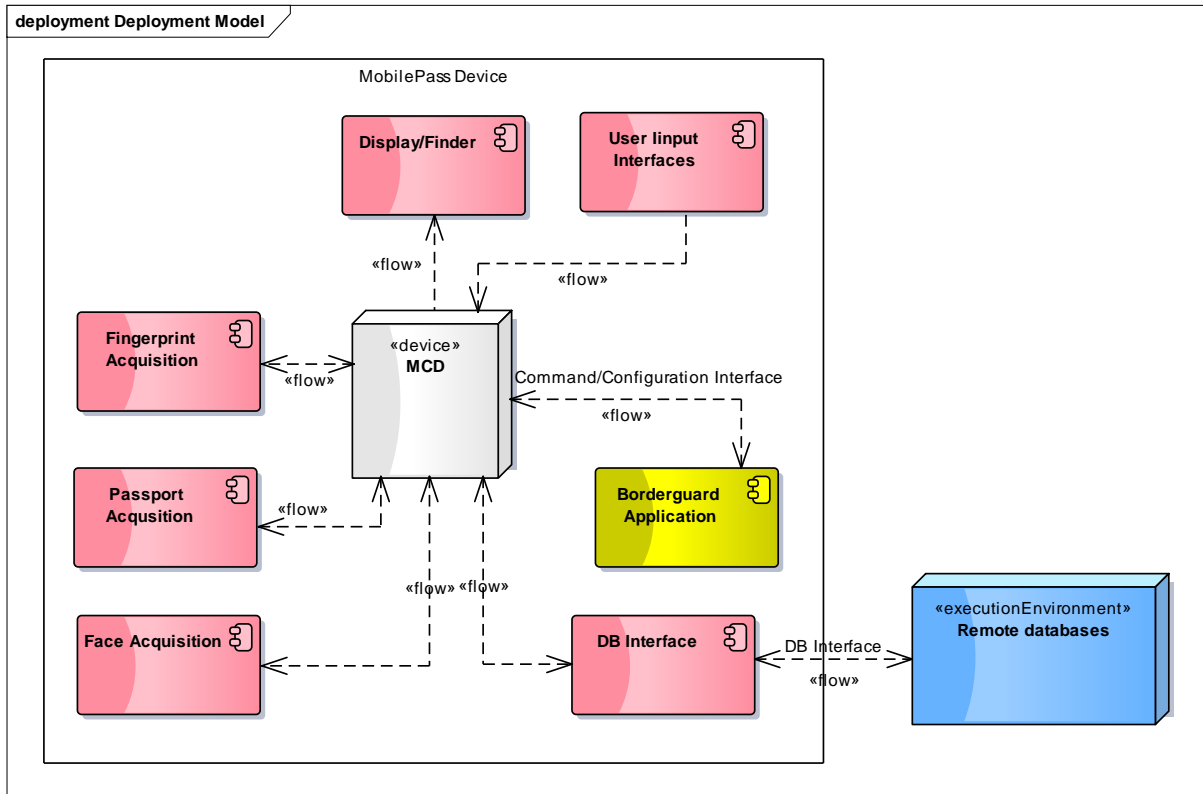 deployment Deployment Model
MobilePass Device
Display/Finder
User Iinput
Interfaces
«flow»
«flow»
Fingerprint
Acquisition
«flow»
«device»
MCD
Command/Configuration Interface
«flow»
Passport
Acqusition
«flow»
Borderguard
Application
«flow»
«flow»
Face Acquisition
DB Interface
DB Interface
«flow»
«executionEnvironment»
Remote databases